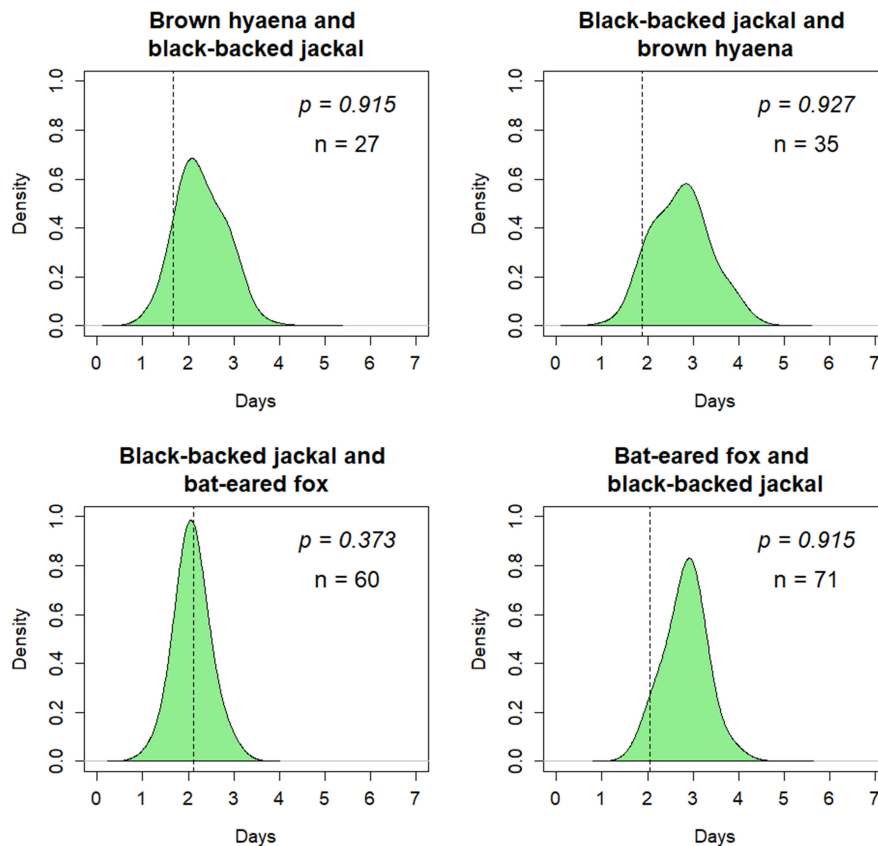 Brown hyaena and
black-backed jackal
p = 0.915
n = 27
Density
0.0 0.2 0.4 0.6 0.8 1.0
0 1 2 3 4 5 6 7
Days
Black-backed jackal and
brown hyaena
p = 0.927
n = 35
Density
0.0 0.2 0.4 0.6 0.8 1.0
0 1 2 3 4 5 6 7
Days
Black-backed jackal and
bat-eared fox
p = 0.373
n = 60
Density
0.0 0.2 0.4 0.6 0.8 1.0
0 1 2 3 4 5 6 7
Days
Bat-eared fox and
black-backed jackal
p = 0.915
n = 71
Density
0.0 0.2 0.4 0.6 0.8 1.0
0 1 2 3 4 5 6 7
Days